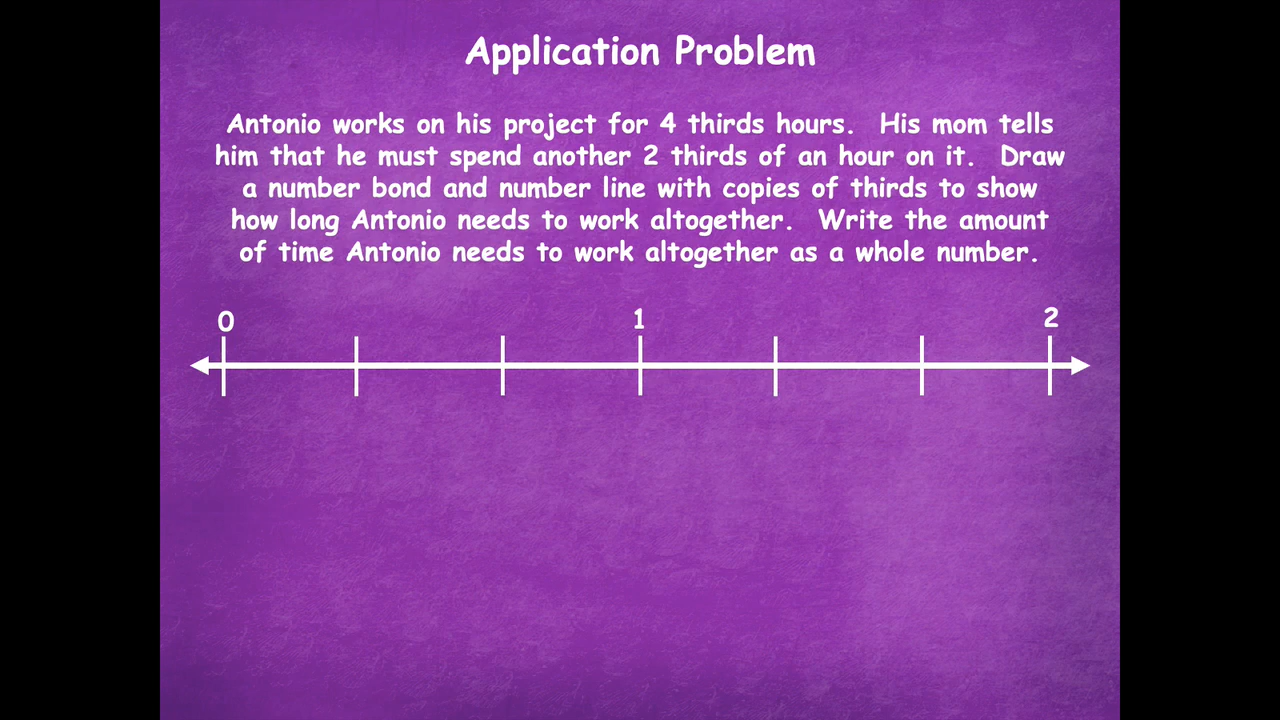 Application Problem
Antonio works on his project for 4 thirds hours.  His mom tells
him that he must spend another 2 thirds of an hour on it.  Draw
a number bond and number line with copies of thirds to show
how long Antonio needs to work altogether.  Write the amount
of time Antonio needs to work altogether as a whole number.
0 1 2